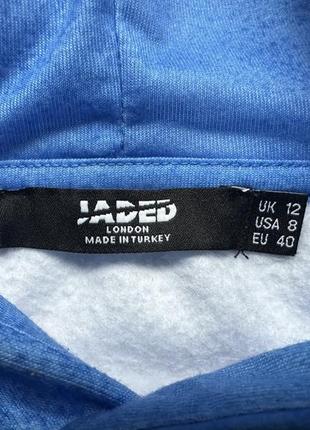 JADED
LONDON
MADE IN TURKEY
UK 12
USA 8
EU 40